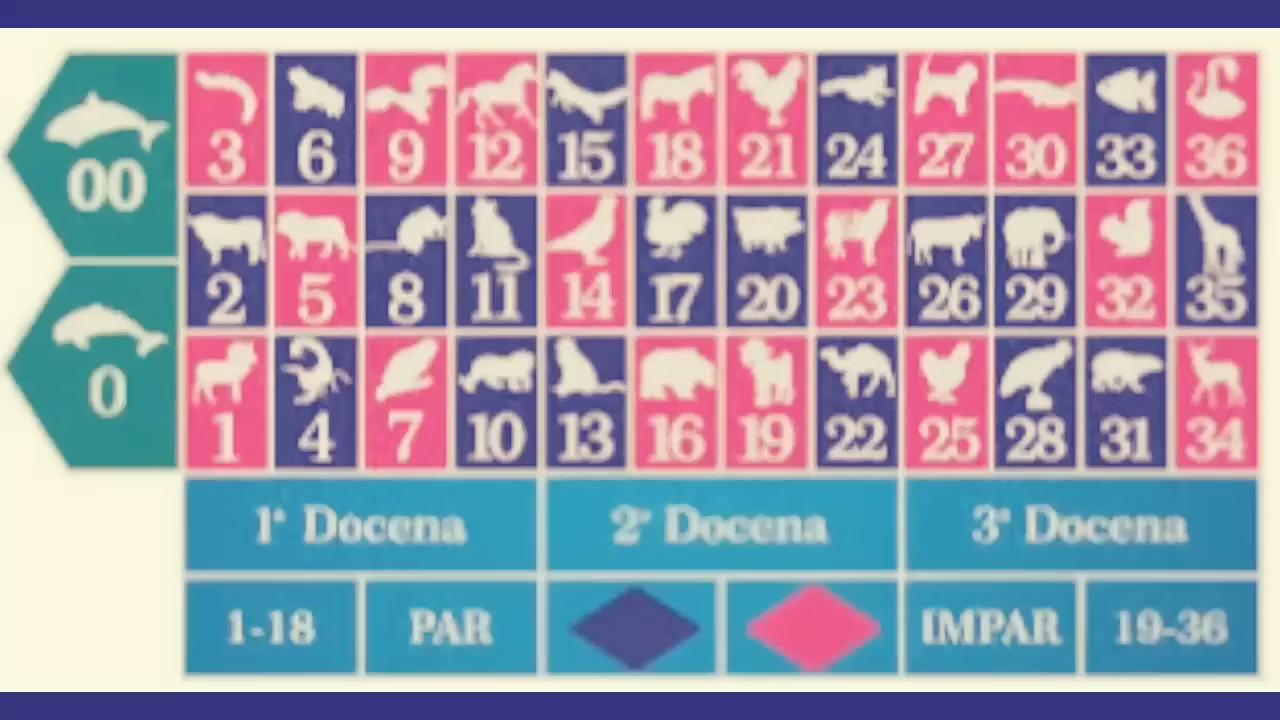 00
3 6 9 12 15 18 21 24 27 30 33 36
2 5 8 11 14 17 20 23 26 29 32 35
0
1 4 7 10 13 16 19 22 25 28 31 34
1ª Docena 2ª Docena 3ª Docena
1-18 PAR IMPAR 19-36